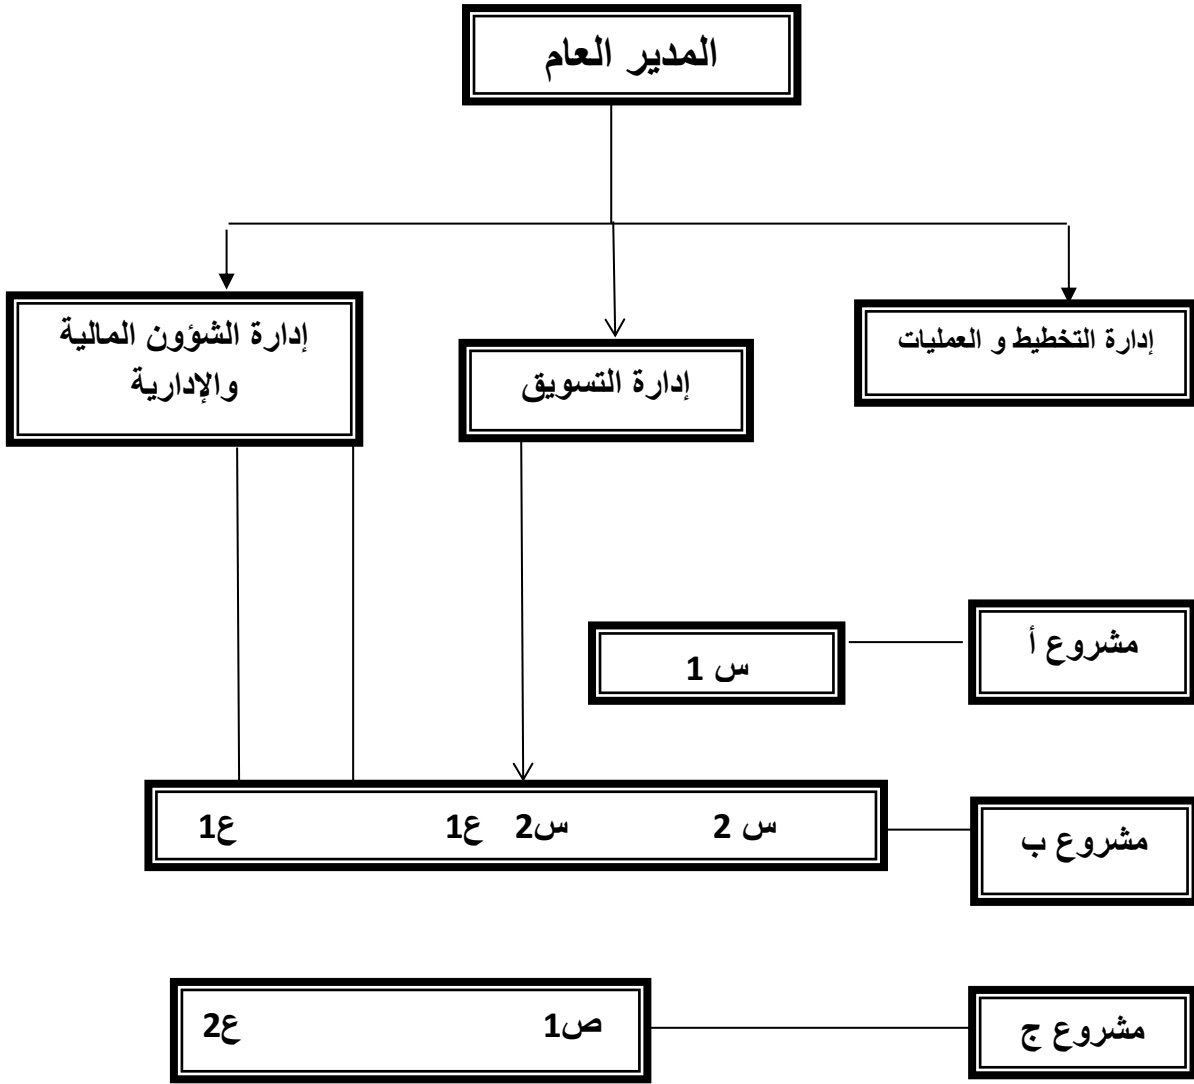 المدير العام
إدارة التخطيط و العمليات
إدارة التسويق
إدارة الشؤون المالية
والإدارية
مشروع أ
س 1
مشروع ب
س 2 س2 ع1 ع1
مشروع ج
ص1 ع2